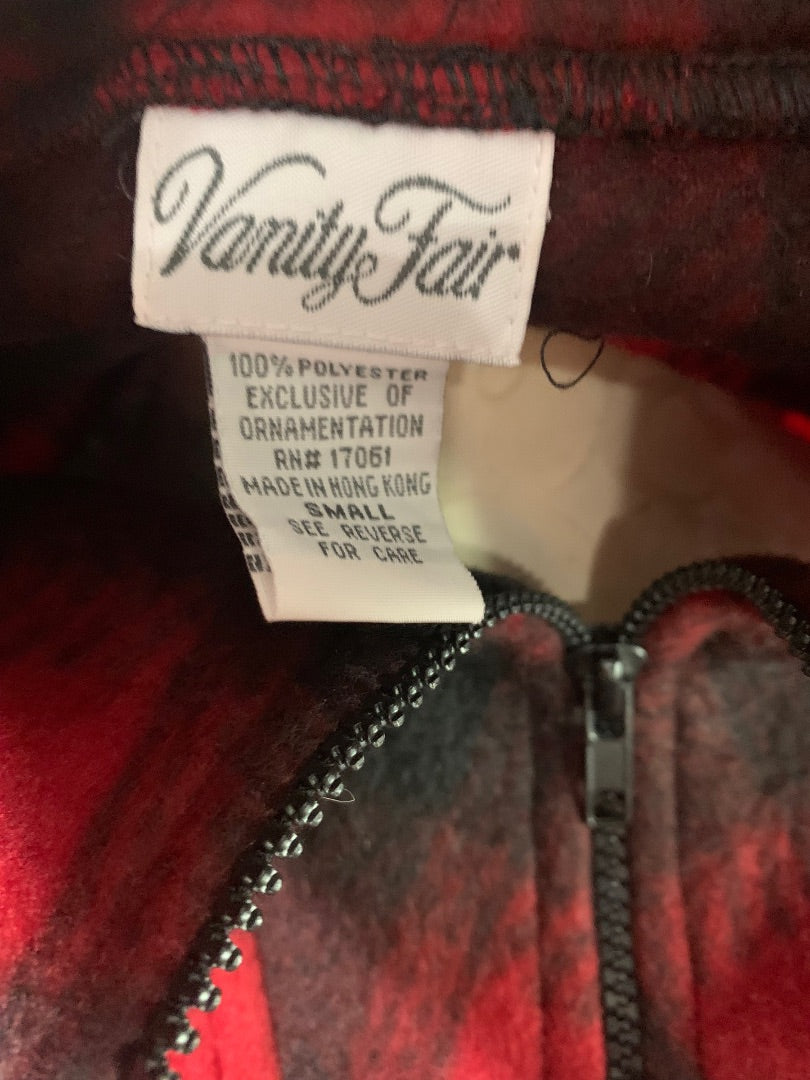 Vanity Fair
100% POLYESTER
EXCLUSIVE OF
ORNAMENTATION
RN# 17061
MADE IN HONG KONG
SMALL
SEE REVERSE
FOR CARE